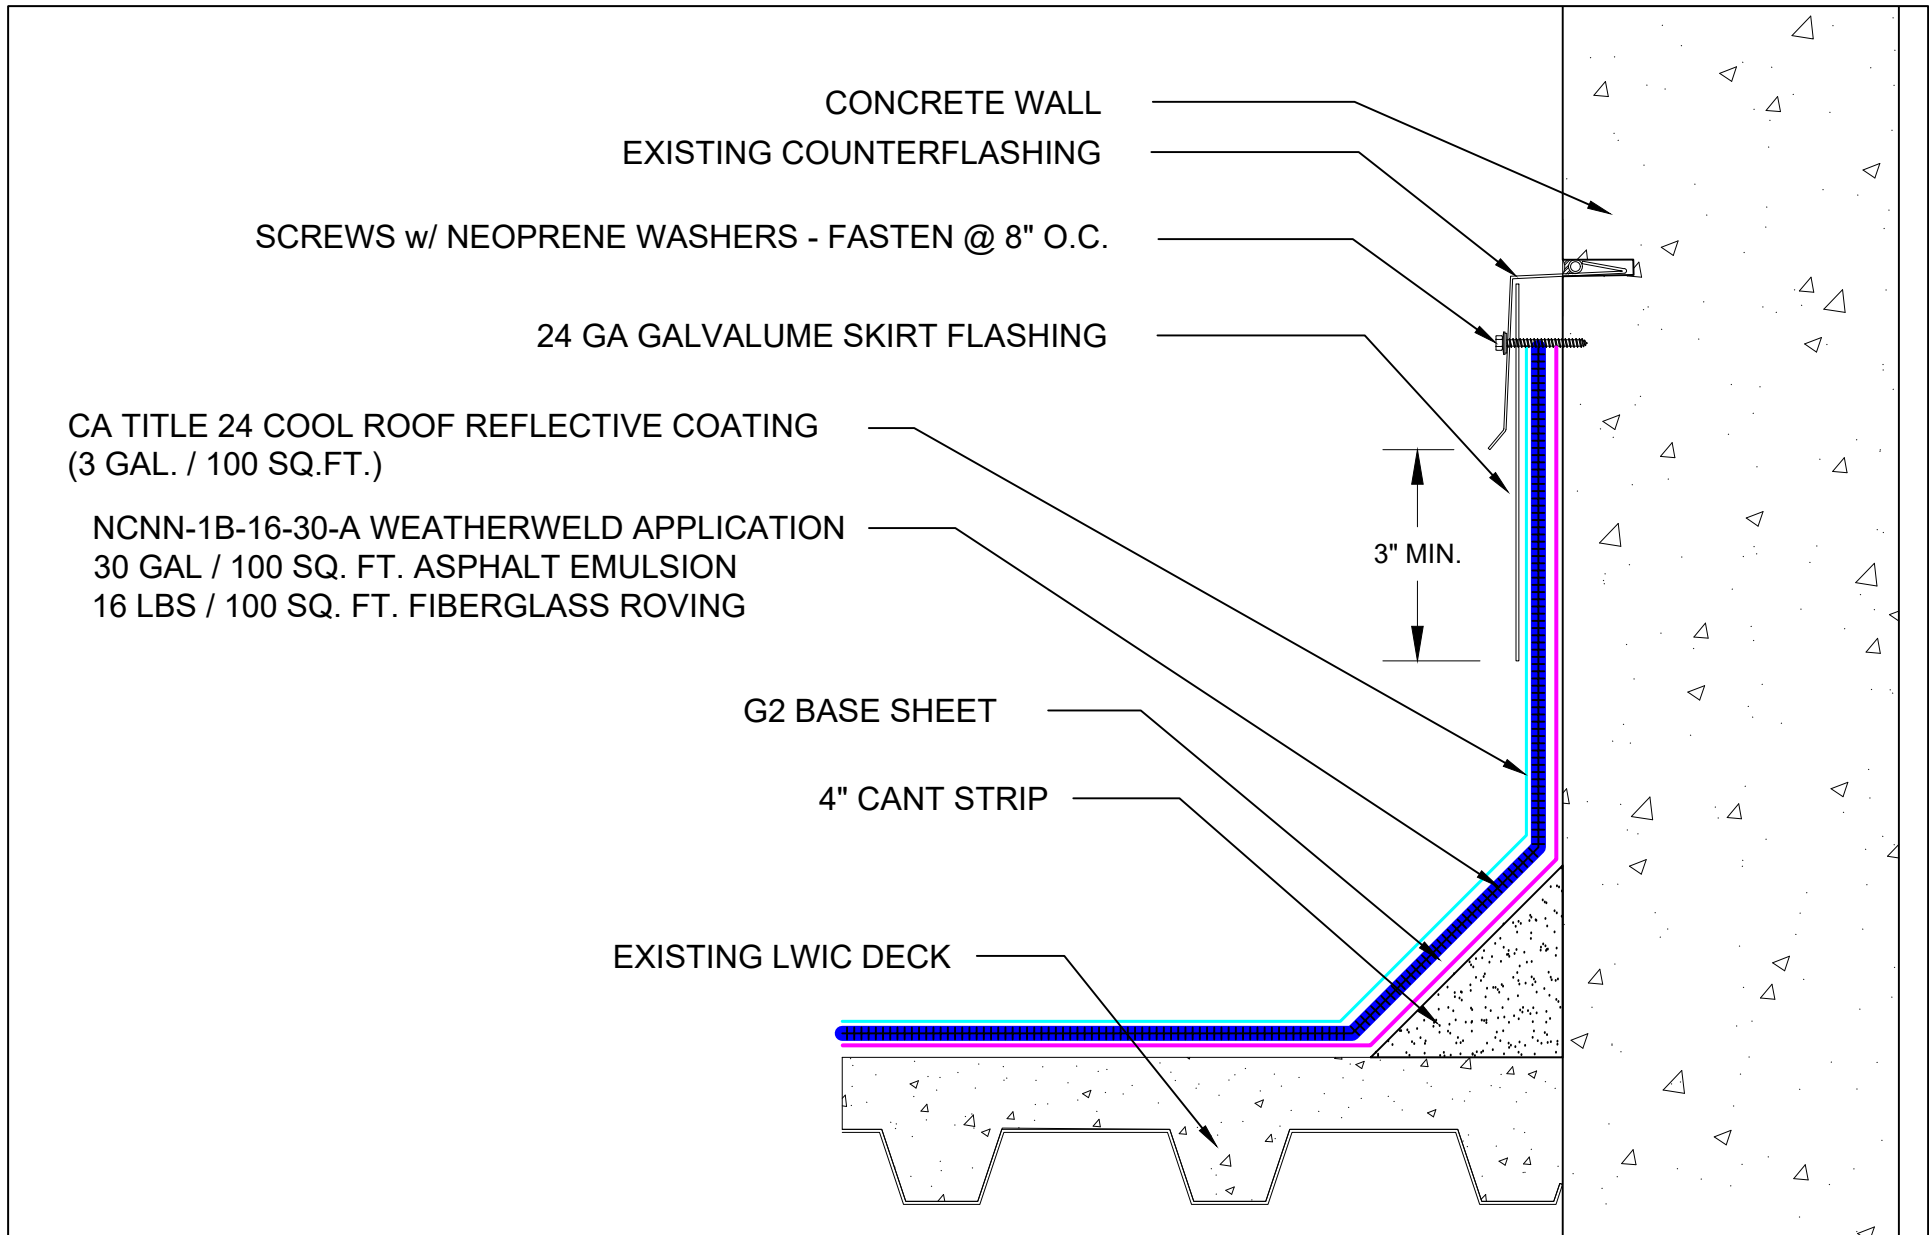 CONCRETE WALL
EXISTING COUNTERFLASHING
SCREWS w/ NEOPRENE WASHERS - FASTEN @ 8" O.C.
24 GA GALVALUME SKIRT FLASHING
CA TITLE 24 COOL ROOF REFLECTIVE COATING
(3 GAL. / 100 SQ.FT.)
NCNN-1B-16-30-A WEATHERWELD APPLICATION
30 GAL / 100 SQ. FT. ASPHALT EMULSION
16 LBS / 100 SQ. FT. FIBERGLASS ROVING
3" MIN.
G2 BASE SHEET
4" CANT STRIP
EXISTING LWIC DECK